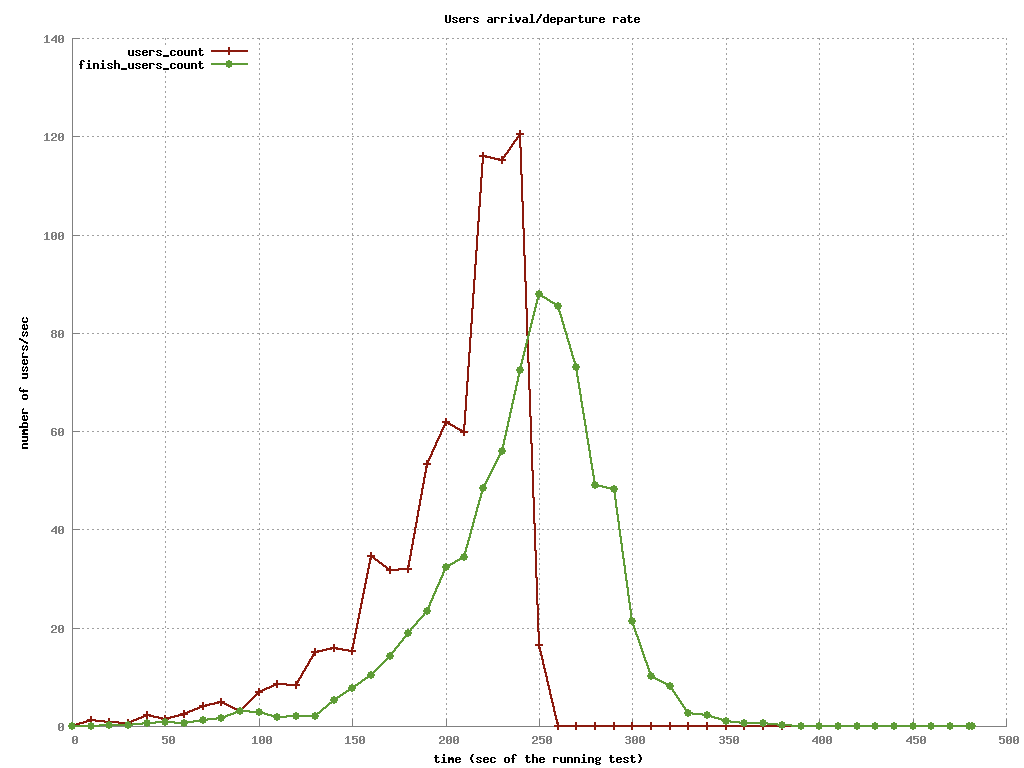 Users arrival/departure rate
users_count
finish_users_count
140
120
100
80
60
40
20
0
number of users/sec
0 50 100 150 200 250 300 350 400 450 500
time (sec of the running test)